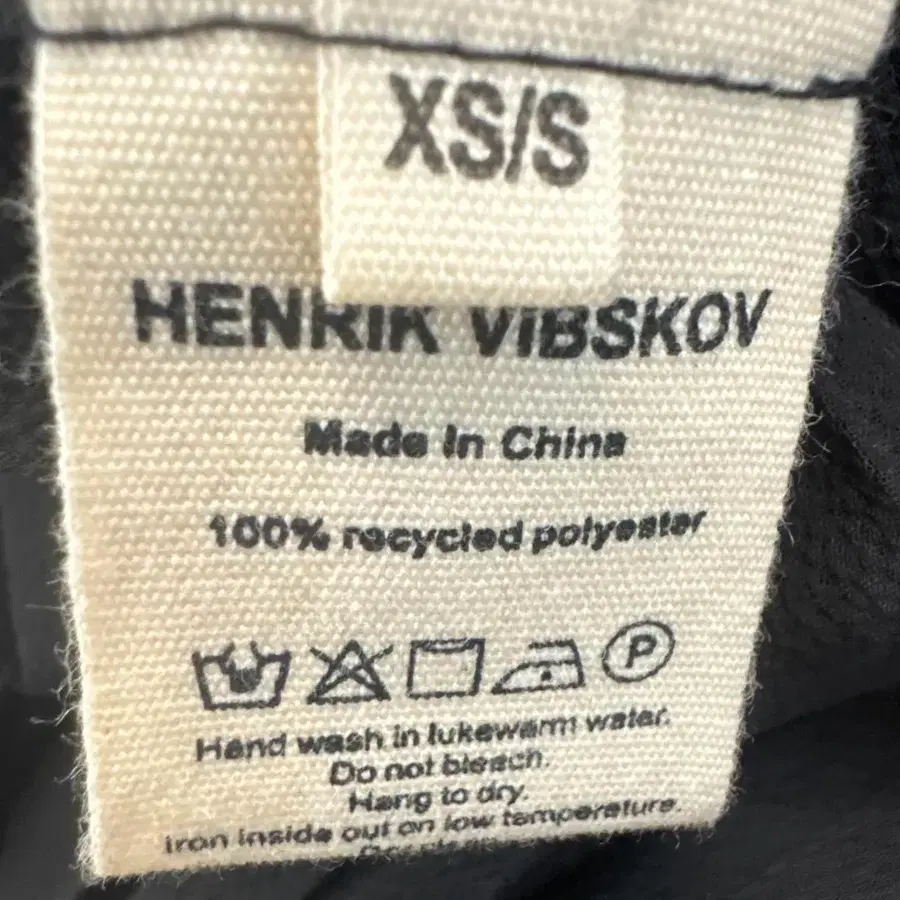 XS/S
HENRIK VIBSKOV
Made In China
100% recycled polyester
P
Hand wash in lukewarm water.
Do not bleach.
Hang to dry.
Iron inside out on low temperature.